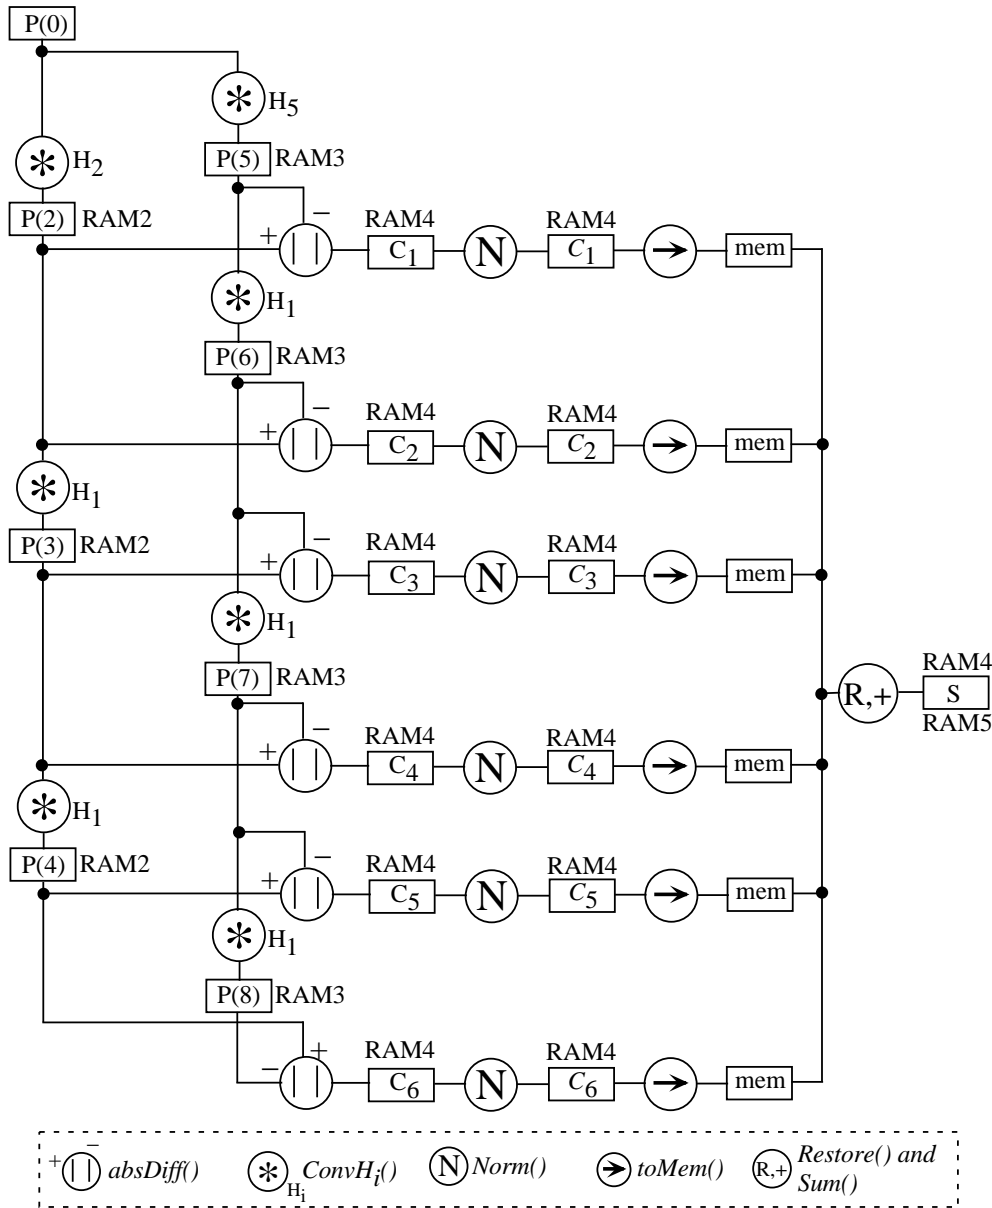 P(0)
H5
H2
P(5) RAM3
P(2) RAM2
−
+ | | RAM4 C1 N RAM4 C1 mem
H1
P(6) RAM3
−
+ | | RAM4 C2 N RAM4 C2 mem
H1
P(3) RAM2
−
+ | | RAM4 C3 N RAM4 C3 mem
H1
P(7) RAM3
R,+ RAM4 S RAM5
−
+ | | RAM4 C4 N RAM4 C4 mem
H1
P(4) RAM2
−
+ | | RAM4 C5 N RAM4 C5 mem
H1
P(8) RAM3
+
− | | RAM4 C6 N RAM4 C6 mem
+ − | | absDiff() * Hi ConvHi() N Norm() → toMem() R,+ Restore() and
Sum()